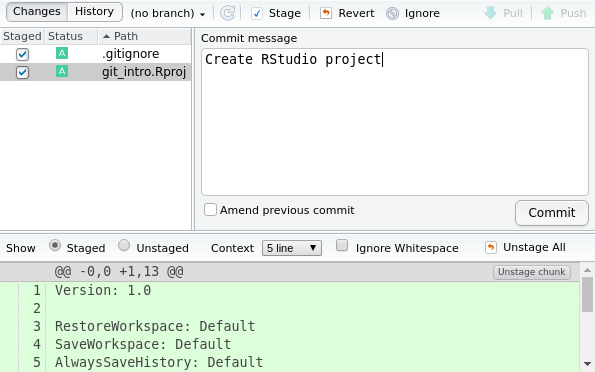 Changes History (no branch) Stage Revert Ignore Pull Push
Staged Status Path Commit message
A .gitignore Create RStudio project
A git_intro.Rproj
Amend previous commit Commit
Show Staged Unstaged Context 5 line Ignore Whitespace Unstage All
@@ -0,0 +1,13 @@ Unstage chunk
1 Version: 1.0
2
3 RestoreWorkspace: Default
4 SaveWorkspace: Default
5 AlwaysSaveHistory: Default